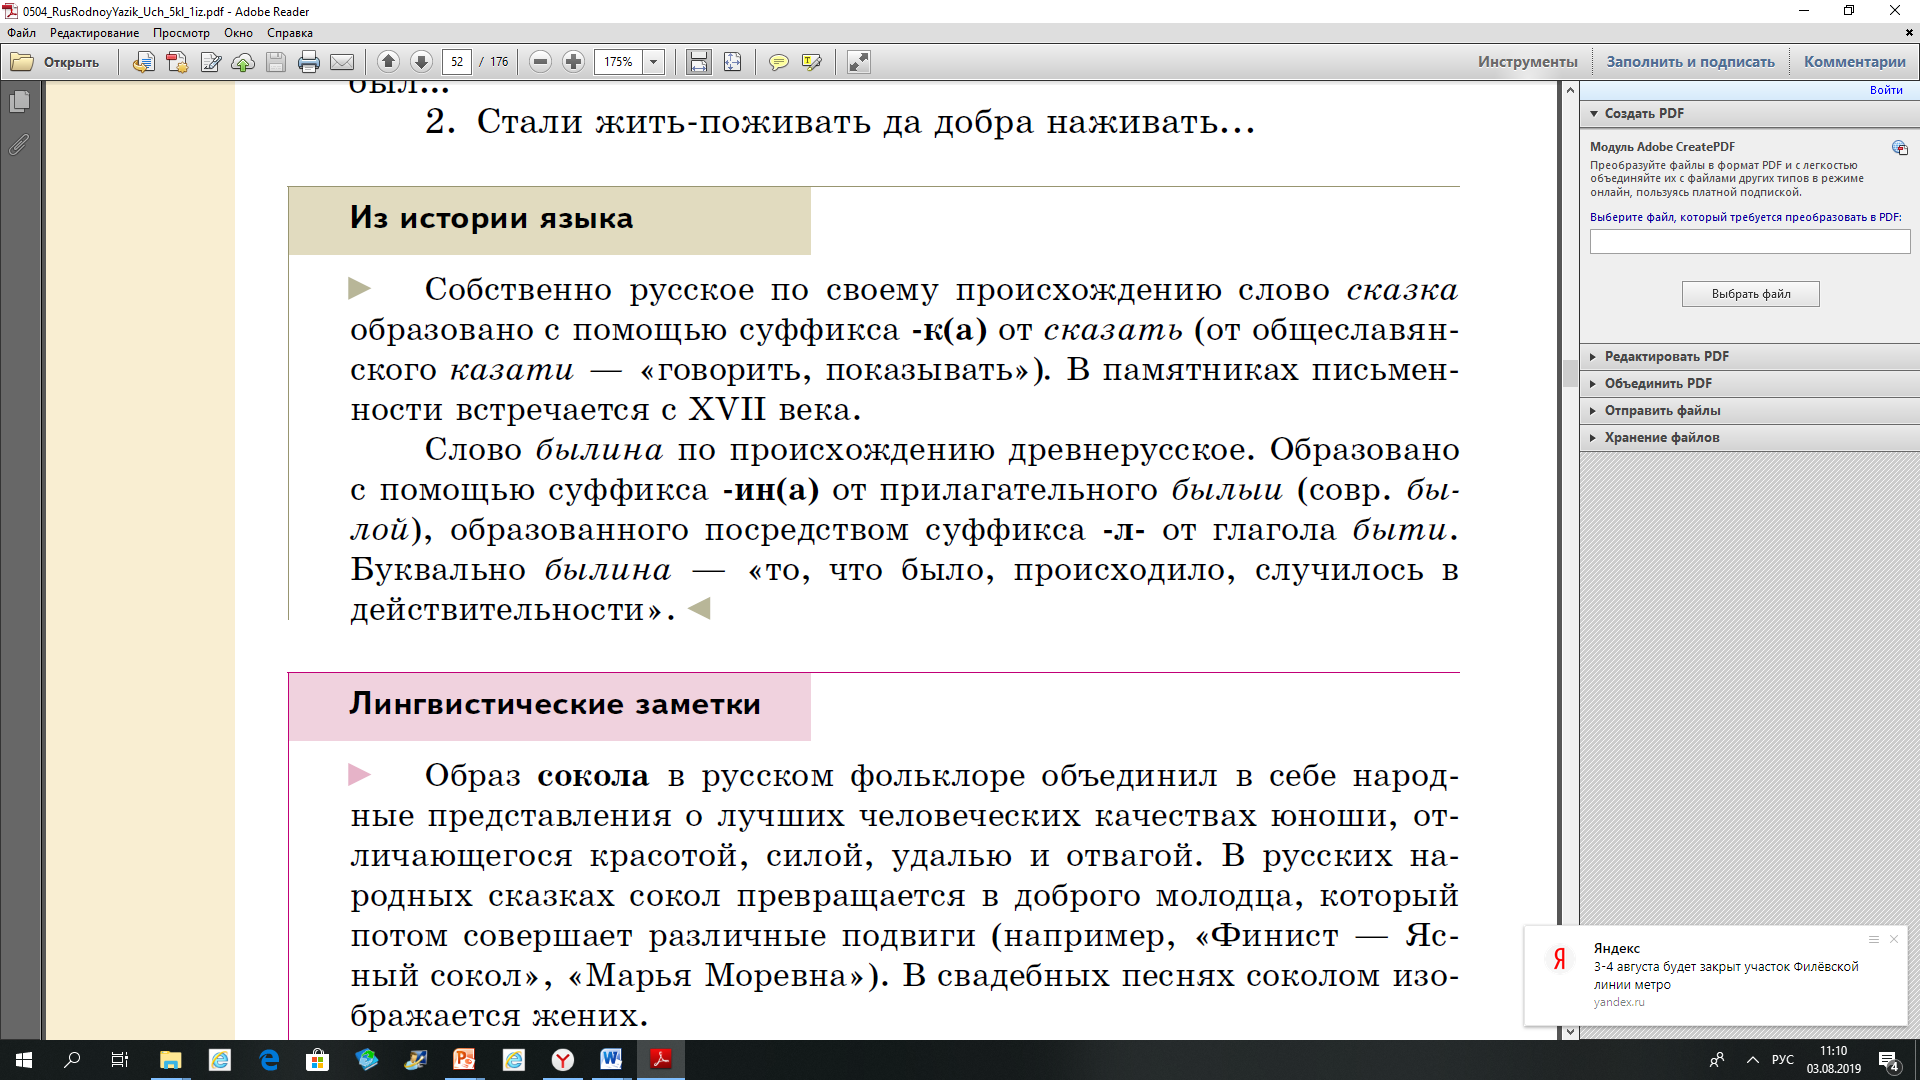 0504_RusRodnoyYazik_Uch_5kl_1iz.pdf - Adobe Reader
Файл Редактирование Просмотр Окно Справка
Открыть 52 / 176 175% Инструменты Заполнить и подписать Комментарии
был...
2. Стали жить-поживать да добра наживать...
Из истории языка
Собственно русское по своему происхождению слово сказка
образовано с помощью суффикса -к(а) от сказать (от общеславян-
ского казати — «говорить, показывать»). В памятниках письмен-
ности встречается с XVII века.
Слово былина по происхождению древнерусское. Образовано
с помощью суффикса -ин(а) от прилагательного былыи (совр. бы-
лой), образованного посредством суффикса -л- от глагола быти.
Буквально былина — «то, что было, происходило, случилось в
действительности».
Лингвистические заметки
Образ сокола в русском фольклоре объединил в себе народ-
ные представления о лучших человеческих качествах юноши, от-
личающегося красотой, силой, удалью и отвагой. В русских на-
родных сказках сокол превращается в доброго молодца, который
потом совершает различные подвиги (например, «Финист — Яс-
ный сокол», «Марья Моревна»). В свадебных песнях соколом изо-
бражается жених.
Войти
Создать PDF
Модуль Adobe CreatePDF
Преобразуйте файлы в формат PDF и с легкостью
объединяйте их с файлами других типов в режиме
онлайн, пользуясь платной подпиской.
Выберите файл, который требуется преобразовать в PDF:
Выбрать файл
Редактировать PDF
Объединить PDF
Отправить файлы
Хранение файлов
Яндекс
3-4 августа будет закрыт участок Филёвской
линии метро
yandex.ru
РУС
11:10
03.08.2019
4